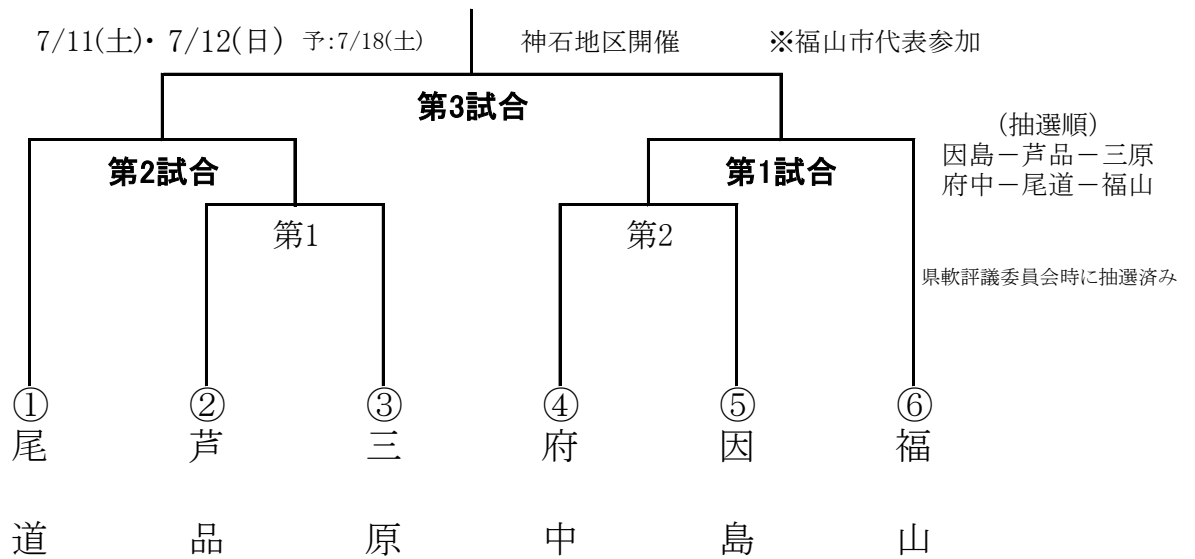 7/11(土)・ 7/12(日) 予:7/18(土) 神石地区開催 ※福山市代表参加
第3試合
(抽選順)
因島－芦品－三原
府中－尾道－福山
第2試合 第1試合
第1 第2
県軟評議委員会時に抽選済み
① ② ③ ④ ⑤ ⑥
尾 芦 三 府 因 福
道 品 原 中 島 山